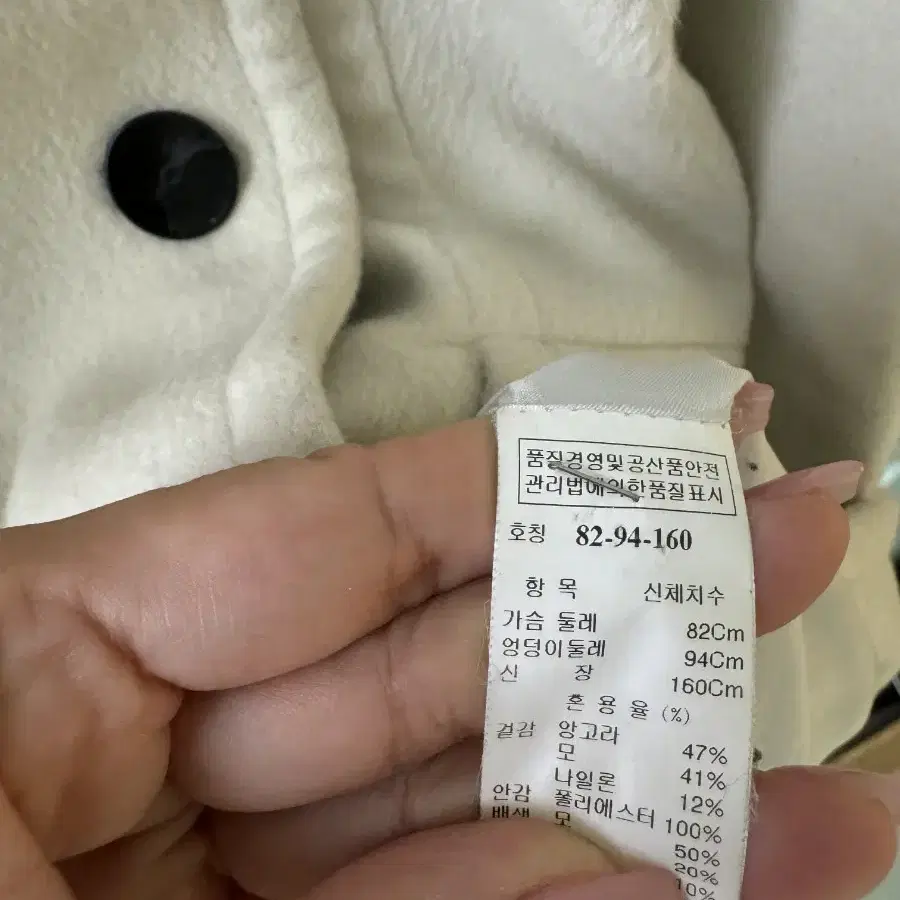 품질경영및공산품안전
관리법에의한품질표시
호칭 82-94-160
항 목 신체치수
가슴 둘레 82Cm
엉덩이둘레 94Cm
신 장 160Cm
혼 용 율 (%)
겉감 앙고라 47%
모 41%
나일론 12%
안감 폴리에스터 100%
배색 모 50%
20%
10%